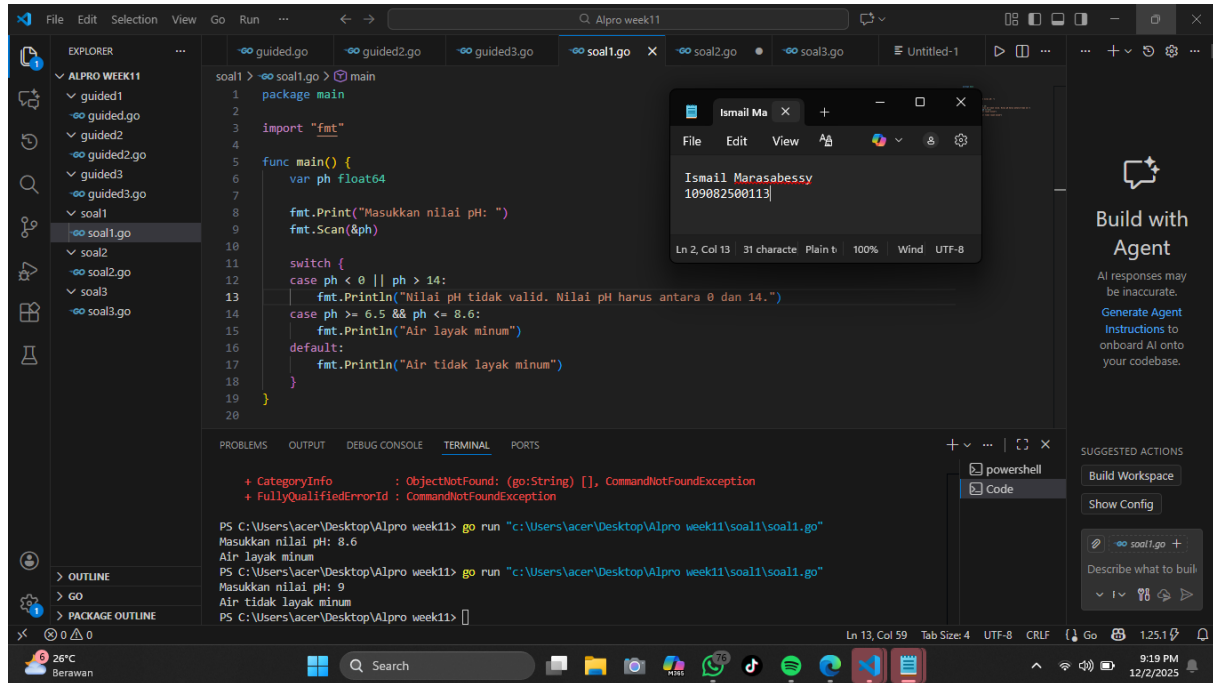 File Edit Selection View Go Run ··· Alpro week11
EXPLORER ···
ALPRO WEEK11
guided1
guided.go
guided2
guided2.go
guided3
guided3.go
soal1
soal1.go
soal2
soal2.go
soal3
soal3.go
OUTLINE
GO
PACKAGE OUTLINE
guided.go guided2.go guided3.go soal1.go soal2.go soal3.go Untitled-1
soal1 > soal1.go > main
1 package main
2
3 import "fmt"
4
5 func main() {
6 var ph float64
7
8 fmt.Print("Masukkan nilai pH: ")
9 fmt.Scan(&ph)
10
11 switch {
12 case ph < 0 || ph > 14:
13 fmt.Println("Nilai pH tidak valid. Nilai pH harus antara 0 dan 14.")
14 case ph >= 6.5 && ph <= 8.6:
15 fmt.Println("Air layak minum")
16 default:
17 fmt.Println("Air tidak layak minum")
18 }
19 }
20
Ismail Ma
File Edit View
Ismail Marasabessy
109082500113
Ln 2, Col 13 31 characte Plain t 100% Wind UTF-8
PROBLEMS OUTPUT DEBUG CONSOLE TERMINAL PORTS
+ CategoryInfo : ObjectNotFound: (go:String) [], CommandNotFoundException
+ FullyQualifiedErrorId : CommandNotFoundException
PS C:\Users\acer\Desktop\Alpro week11> go run "c:\Users\acer\Desktop\Alpro week11\soal1\soal1.go"
Masukkan nilai pH: 8.6
Air layak minum
PS C:\Users\acer\Desktop\Alpro week11> go run "c:\Users\acer\Desktop\Alpro week11\soal1\soal1.go"
Masukkan nilai pH: 9
Air tidak layak minum
PS C:\Users\acer\Desktop\Alpro week11>
powershell
Code
Build with
Agent
AI responses may
be inaccurate.
Generate Agent
Instructions to
onboard AI onto
your codebase.
SUGGESTED ACTIONS
Build Workspace
Show Config
soal1.go +
Describe what to buil
0 0 Ln 13, Col 59 Tab Size: 4 UTF-8 CRLF Go 1.25.1
6 26°C
Berawan
Search
M365
76
9:19 PM
12/2/2025